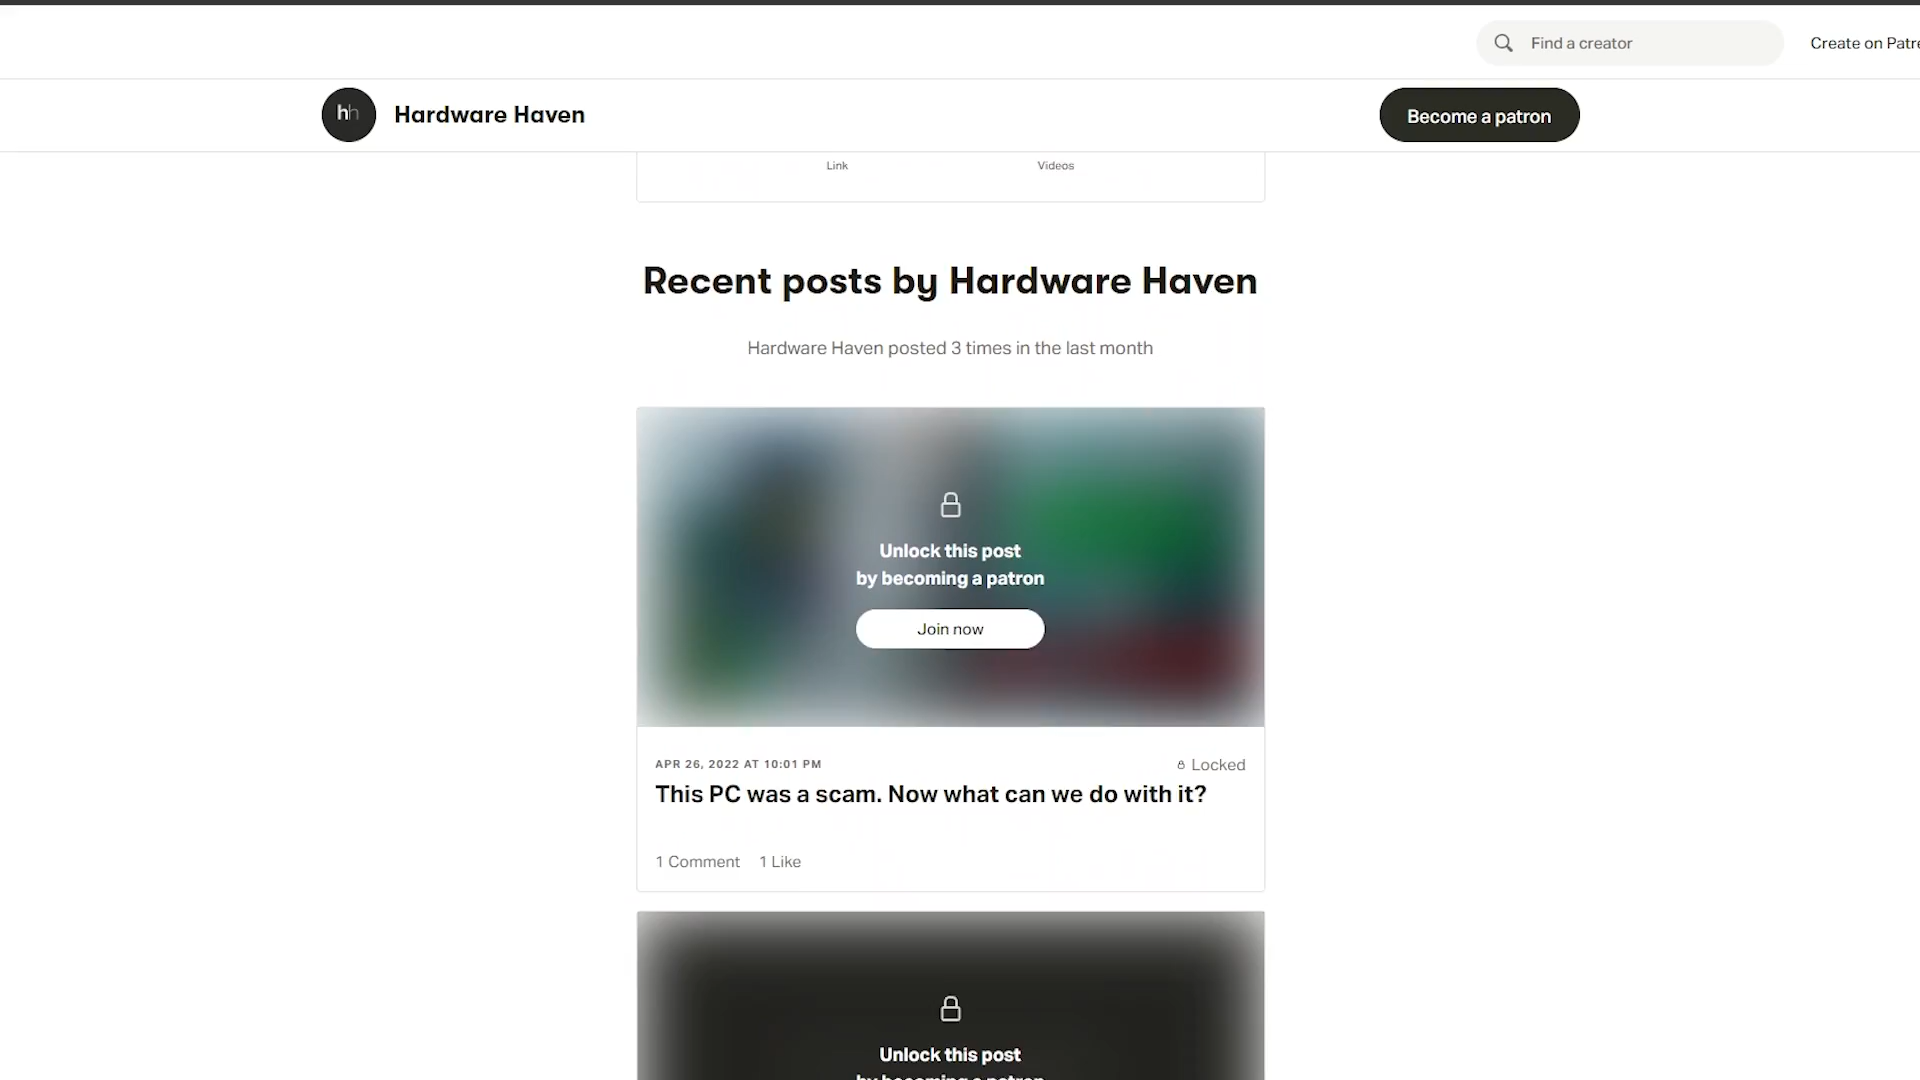 Find a creator
Create on Patre
hh
Hardware Haven
Become a patron
Link
Videos
Recent posts by Hardware Haven
Hardware Haven posted 3 times in the last month
Unlock this post
by becoming a patron
Join now
APR 26, 2022 AT 10:01 PM
Locked
This PC was a scam. Now what can we do with it?
1 Comment
1 Like
Unlock this post
by becoming a patron